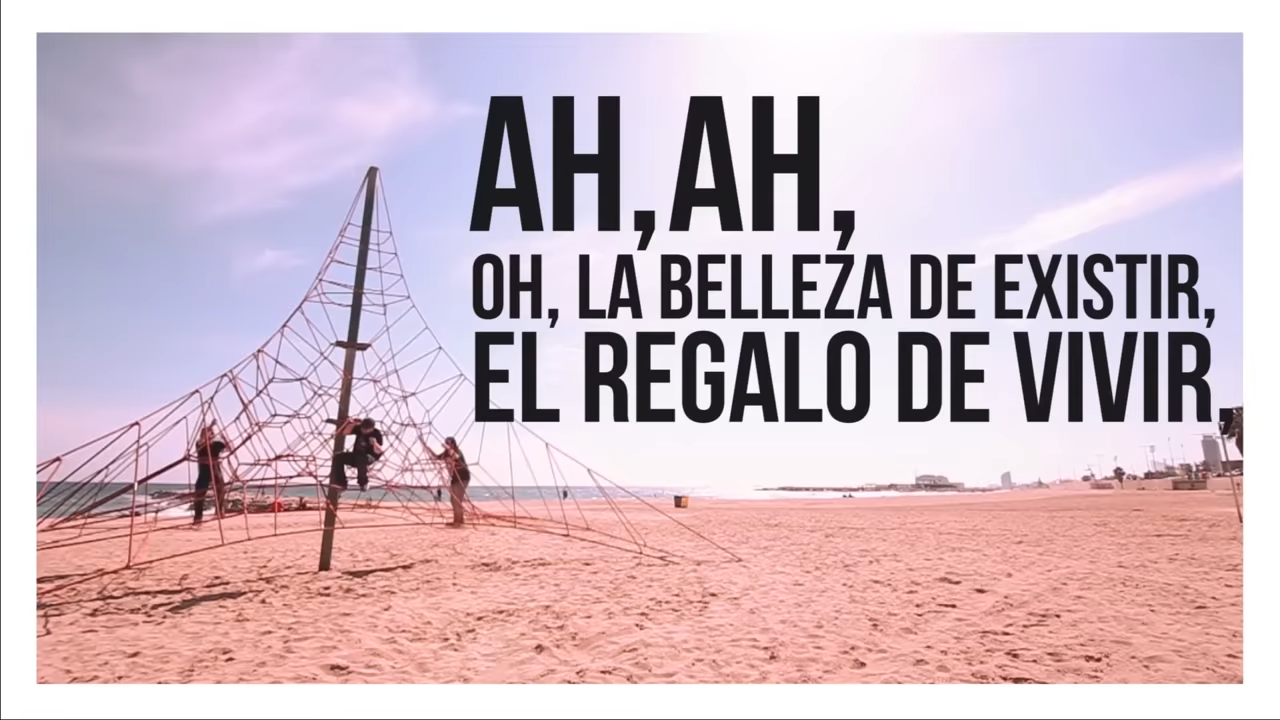 AH, AH,
OH, LA BELLEZA DE EXISTIR,
EL REGALO DE VIVIR.